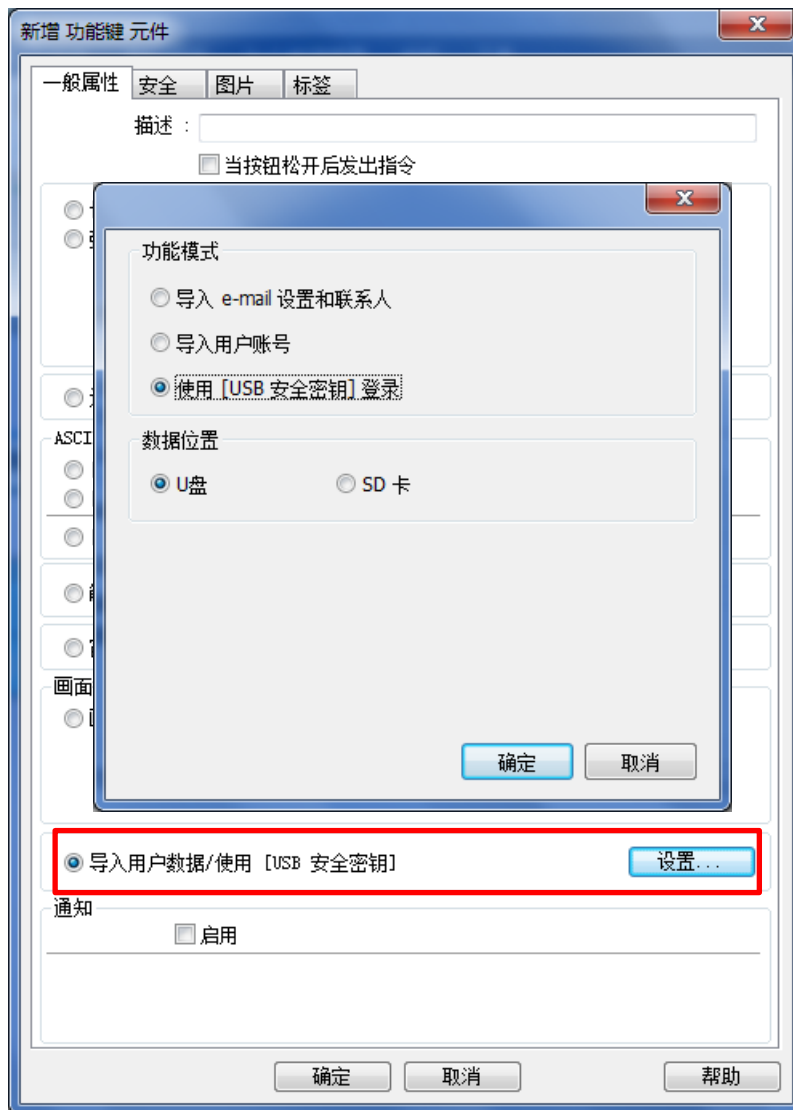 新增 功能键 元件
一般属性 安全 图片 标签
描述 :
当按钮松开后发出指令
功能模式
导入 e-mail 设置和联系人
导入用户账号
使用 [USB 安全密钥] 登录
ASCI
数据位置
U盘 SD 卡
画面
确定 取消
导入用户数据/使用 [USB 安全密钥] 设置...
通知
启用
确定 取消 帮助